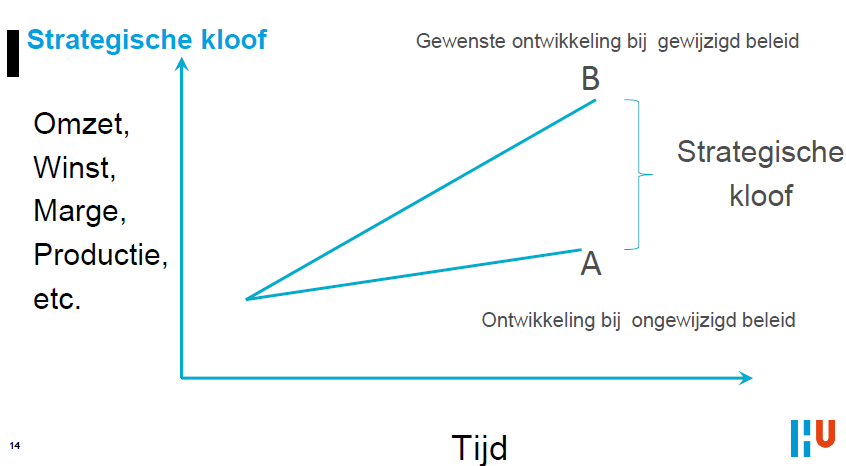 Strategische kloof
Gewenste ontwikkeling bij gewijzigd beleid
B
Omzet,
Winst,
Marge,
Productie,
etc.
Strategische
kloof
A
Ontwikkeling bij ongewijzigd beleid
Tijd
14
HU